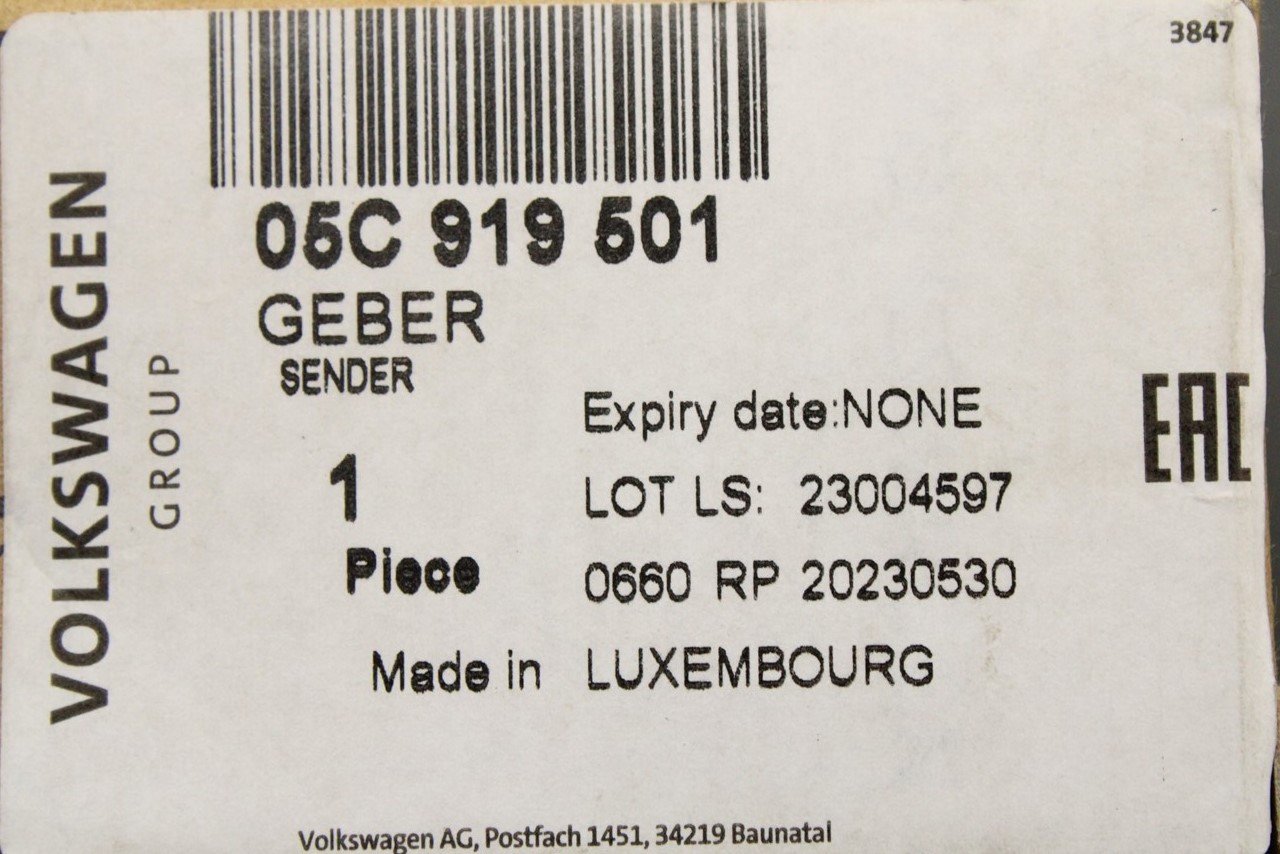 3847
VOLKSWAGEN
GROUP
05C 919 501
GEBER
SENDER
Expiry date:NONE
EAC
1
LOT LS: 23004597
Piece
0660 RP 20230530
Made in LUXEMBOURG
Volkswagen AG, Postfach 1451, 34219 Baunatal